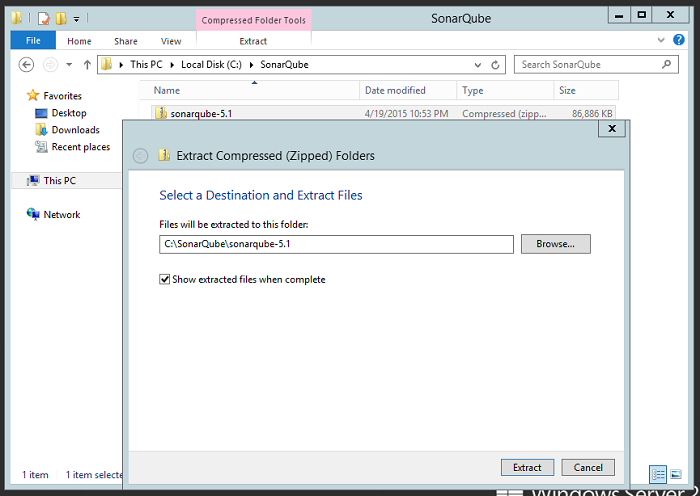 Compressed Folder Tools
SonarQube
File Home Share View Extract
This PC Local Disk (C:) SonarQube
Search SonarQube
Favorites
Desktop
Downloads
Recent places
This PC
Network
Name Date modified Type Size
sonarqube-5.1 4/19/2015 10:53 PM Compressed (zipp... 86,886 KB
Extract Compressed (Zipped) Folders
Select a Destination and Extract Files
Files will be extracted to this folder:
C:\SonarQube\sonarqube-5.1
Browse...
Show extracted files when complete
Extract Cancel
1 item 1 item selecte
Windows Server